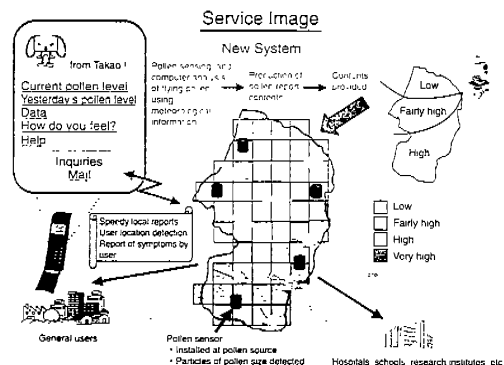 Service Image
New System
from Takao !
Current pollen level
Yesterday's pollen level
Data
How do you feel?
Help
Inquiries
Mail
Pollen sensing and
computer analysis
of flying pollen
using
meteorological
information
Production of
pollen report
contents
Contents
provided
Low
Fairly high
High
Low
Fairly high
High
Very high
Speedy local reports
User location detection
Report of symptoms by
user
General users
Pollen sensor
• Installed at pollen source
• Particles of pollen size detected
Hospitals, schools, research institutes, etc.